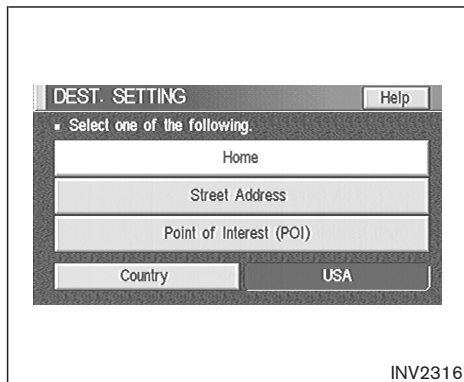 DEST. SETTING Help
▪ Select one of the following.
Home
Street Address
Point of Interest (POI)
Country USA
INV2316